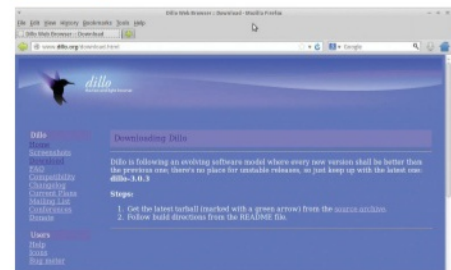 Dillo Web Browser :: Download - Mozilla Firefox
File Edit View History Bookmarks Tools Help
Dillo Web Browser :: Download
www.dillo.org/download.html
Google
dillo
Dillo
Home
Screenshots
Download
FAQ
Compatibility
Changelog
Current Plans
Mailing List
Conferences
Donate
Users
Help
Icons
Bug meter
Downloading Dillo
Dillo is following an evolving software model where every new version shall be better than
the previous one; there's no place for unstable releases, so just keep up with the latest one:
dillo-3.0.3
Steps:
1. Get the latest tarball (marked with a green arrow) from the source archive.
2. Follow build directions from the README file.